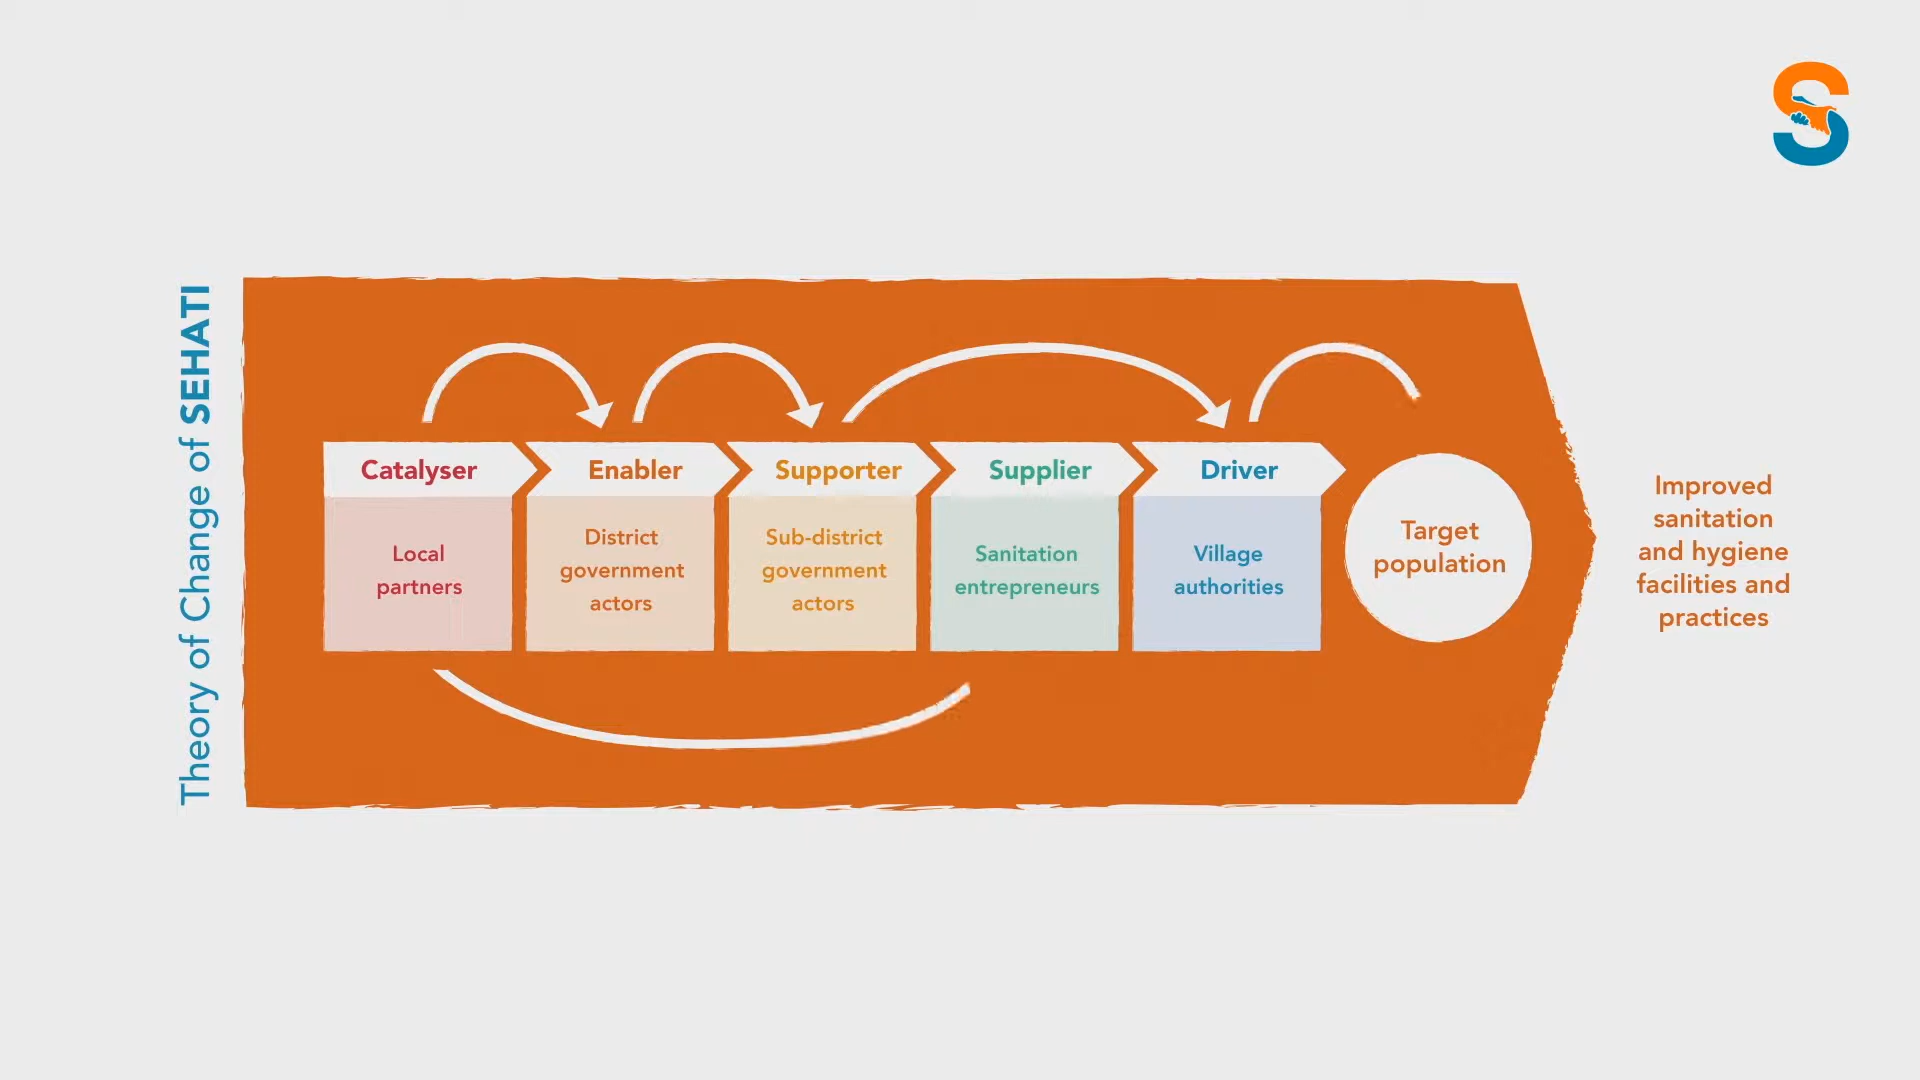 Theory of Change of SEHATI
Catalyser
Local
partners
Enabler
District
government
actors
Supporter
Sub-district
government
actors
Supplier
Sanitation
entrepreneurs
Driver
Village
authorities
Target
population
Improved
sanitation
and hygiene
facilities and
practices
S